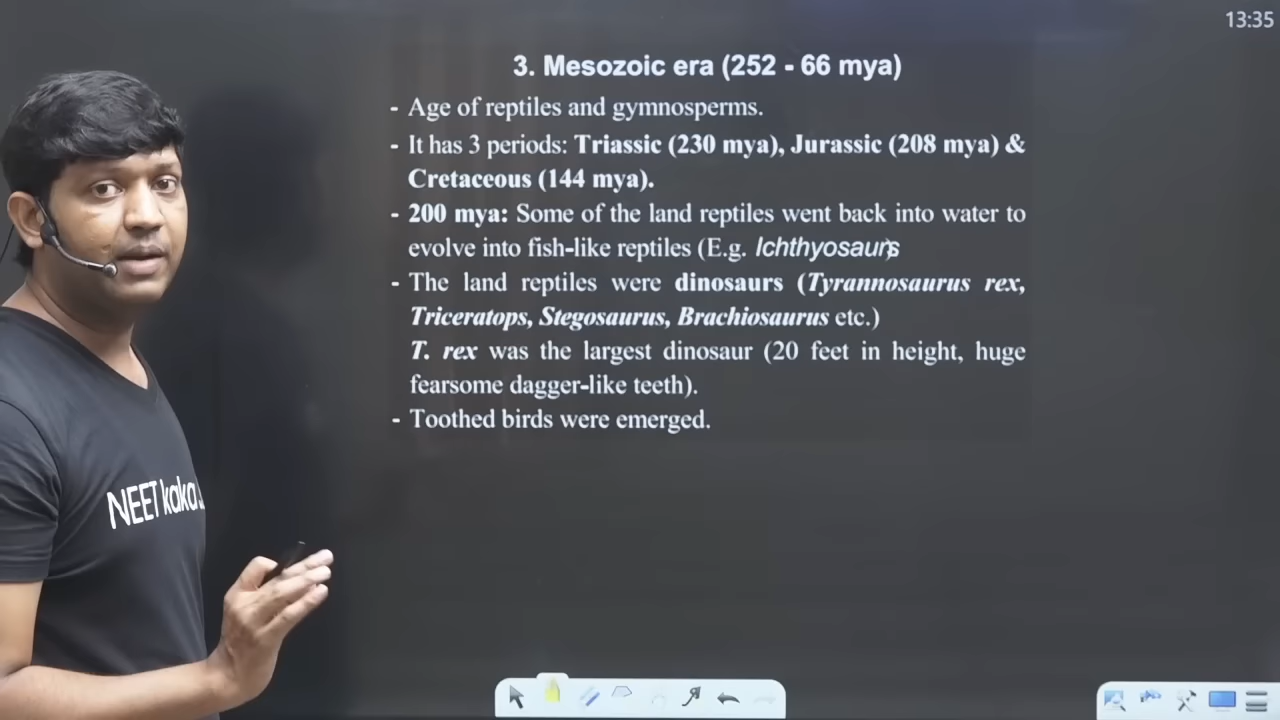 13:35
3. Mesozoic era (252 - 66 mya)
- Age of reptiles and gymnosperms.
- It has 3 periods: Triassic (230 mya), Jurassic (208 mya) &
Cretaceous (144 mya).
- 200 mya: Some of the land reptiles went back into water to
evolve into fish-like reptiles (E.g. Ichthyosaurs
- The land reptiles were dinosaurs (Tyrannosaurus rex,
Triceratops, Stegosaurus, Brachiosaurus etc.)
T. rex was the largest dinosaur (20 feet in height, huge
fearsome dagger-like teeth).
- Toothed birds were emerged.
NEET kaka